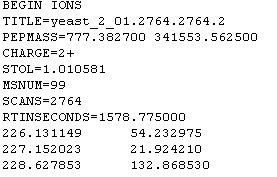 BEGIN IONS
TITLE=yeast_2_01.2764.2764.2
PEPMASS=777.382700 341553.562500
CHARGE=2+
STOL=1.010581
MSNUM=99
SCANS=2764
RTINSECONDS=1578.775000
226.131149 54.232975
227.152023 21.924210
228.627853 132.868530